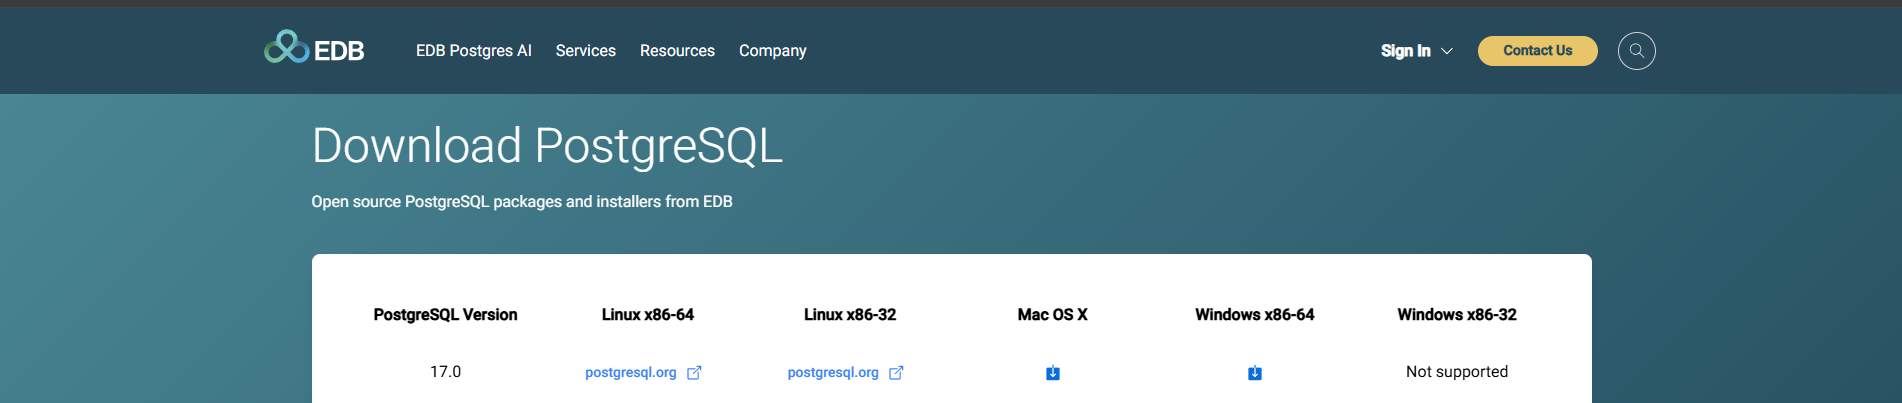 EDB
EDB Postgres AI Services Resources Company
Sign In
Contact Us
Download PostgreSQL
Open source PostgreSQL packages and installers from EDB
PostgreSQL Version Linux x86-64 Linux x86-32 Mac OS X Windows x86-64 Windows x86-32
17.0 postgresql.org postgresql.org Not supported